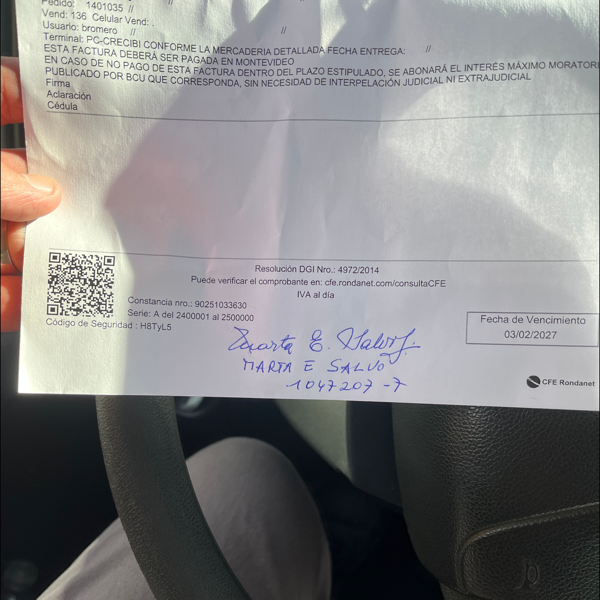 Pedido: 1401035 //
Vend: 136 Celular Vend: .
Usuario: bromero // //
Terminal: PC-CRECIBI CONFORME LA MERCADERIA DETALLADA FECHA ENTREGA: //
ESTA FACTURA DEBERÁ SER PAGADA EN MONTEVIDEO
EN CASO DE NO PAGO DE ESTA FACTURA DENTRO DEL PLAZO ESTIPULADO, SE ABONARÁ EL INTERÉS MÁXIMO MORATORI
PUBLICADO POR BCU QUE CORRESPONDA, SIN NECESIDAD DE INTERPELACIÓN JUDICIAL NI EXTRAJUDICIAL
Firma
Aclaración
Cédula
Resolución DGI Nro.: 4972/2014
Puede verificar el comprobante en: cfe.rondanet.com/consultaCFE
IVA al día
Constancia nro.: 90251033630
Serie: A del 2400001 al 2500000
Código de Seguridad : H8TyL5
Fecha de Vencimiento
03/02/2027
Marta E. Salvo
MARTA E SALVO
1047207-7
CFE Rondanet